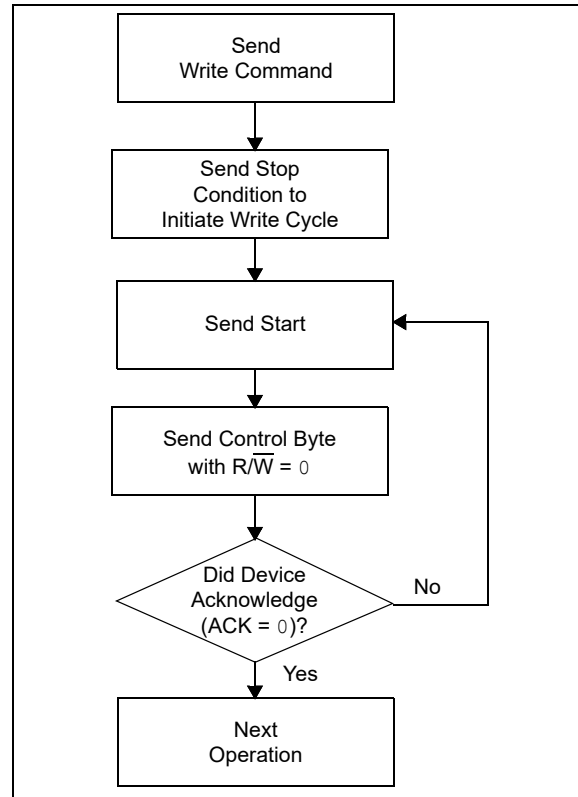 Send
Write Command
Send Stop
Condition to
Initiate Write Cycle
Send Start
Send Control Byte
with R/W̅ = 0
Did Device
Acknowledge
(ACK = 0)?
No
Yes
Next
Operation